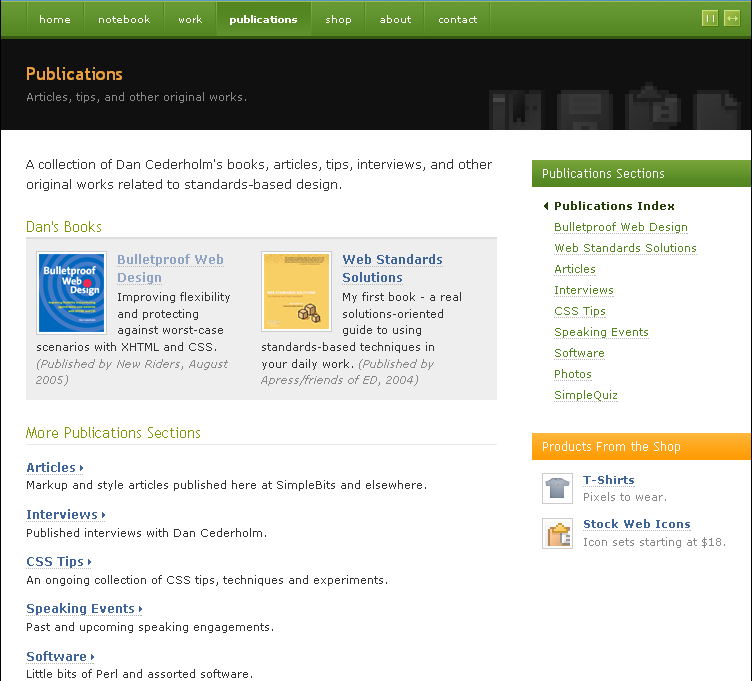 home notebook work publications shop about contact
Publications
Articles, tips, and other original works.
A collection of Dan Cederholm's books, articles, tips, interviews, and other
original works related to standards-based design.
Dan's Books
Bulletproof
Web
Design
Bulletproof Web
Design
Improving flexibility
and protecting
against worst-case
scenarios with XHTML and CSS.
(Published by New Riders, August
2005)
Web Standards
Solutions
My first book - a real
solutions-oriented
guide to using
standards-based techniques in
your daily work. (Published by
Apress/friends of ED, 2004)
More Publications Sections
Articles
Markup and style articles published here at SimpleBits and elsewhere.
Interviews
Published interviews with Dan Cederholm.
CSS Tips
An ongoing collection of CSS tips, techniques and experiments.
Speaking Events
Past and upcoming speaking engagements.
Software
Little bits of Perl and assorted software.
Publications Sections
Publications Index
Bulletproof Web Design
Web Standards Solutions
Articles
Interviews
CSS Tips
Speaking Events
Software
Photos
SimpleQuiz
Products From the Shop
T-Shirts
Pixels to wear.
Stock Web Icons
Icon sets starting at $18.